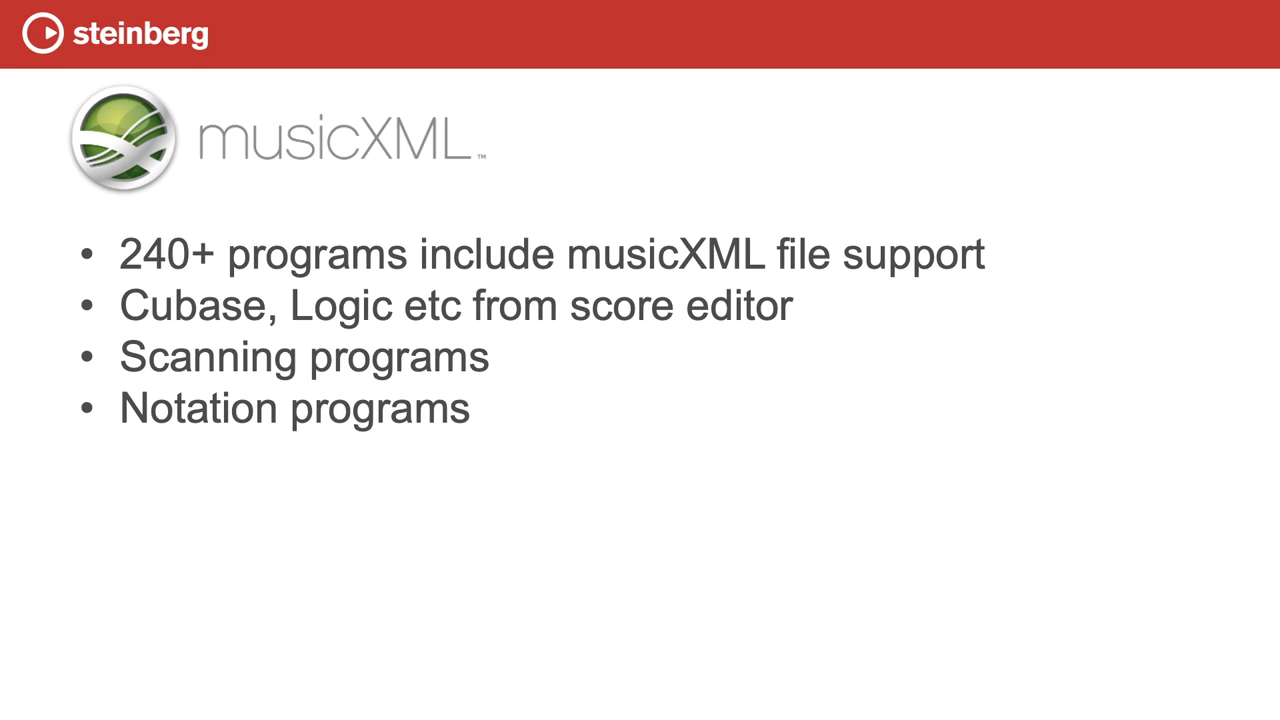 steinberg
musicXML™
• 240+ programs include musicXML file support
• Cubase, Logic etc from score editor
• Scanning programs
• Notation programs